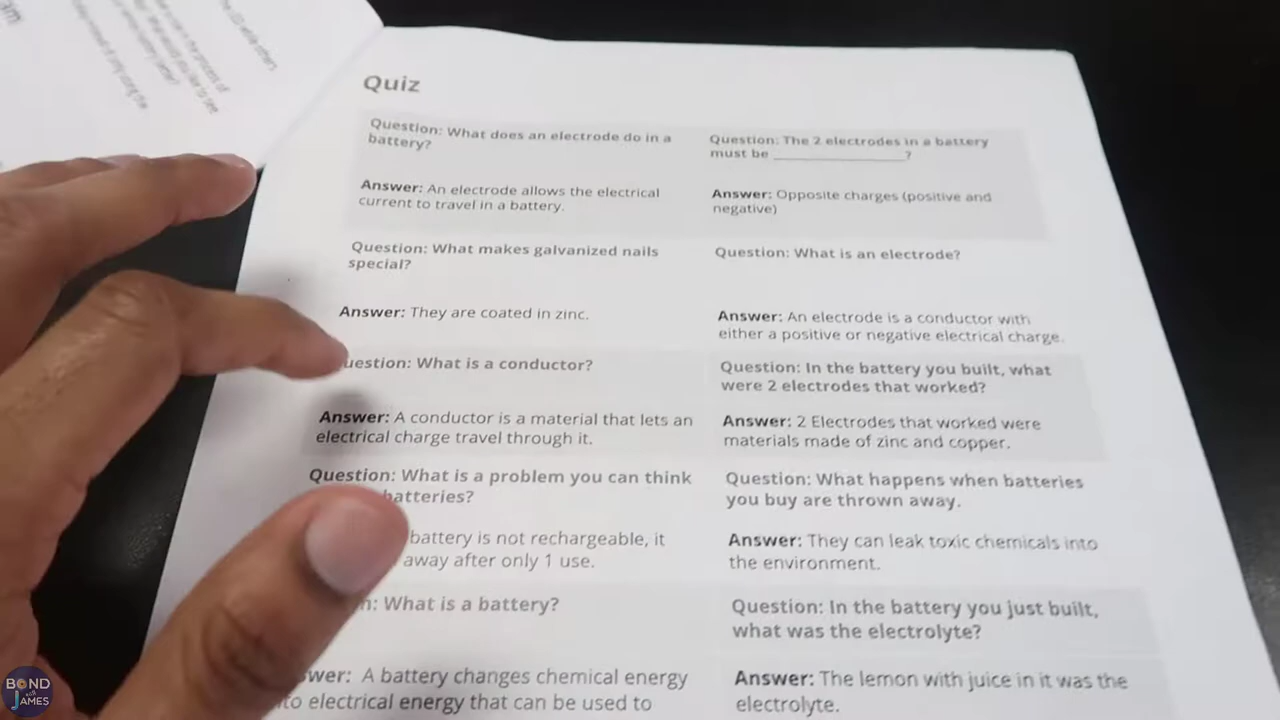 Quiz
Question: What does an electrode do in a
battery?
Answer: An electrode allows the electrical
current to travel in a battery.
Question: The 2 electrodes in a battery
must be _______________?
Answer: Opposite charges (positive and
negative)
Question: What makes galvanized nails
special?
Answer: They are coated in zinc.
Question: What is an electrode?
Answer: An electrode is a conductor with
either a positive or negative electrical charge.
uestion: What is a conductor?
Answer: A conductor is a material that lets an
electrical charge travel through it.
Question: In the battery you built, what
were 2 electrodes that worked?
Answer: 2 Electrodes that worked were
materials made of zinc and copper.
Question: What is a problem you can think
batteries?
battery is not rechargeable, it
away after only 1 use.
Question: What happens when batteries
you buy are thrown away.
Answer: They can leak toxic chemicals into
the environment.
n: What is a battery?
wer: A battery changes chemical energy
to electrical energy that can be used to
Question: In the battery you just built,
what was the electrolyte?
Answer: The lemon with juice in it was the
electrolyte.
BOND
with
JAMES